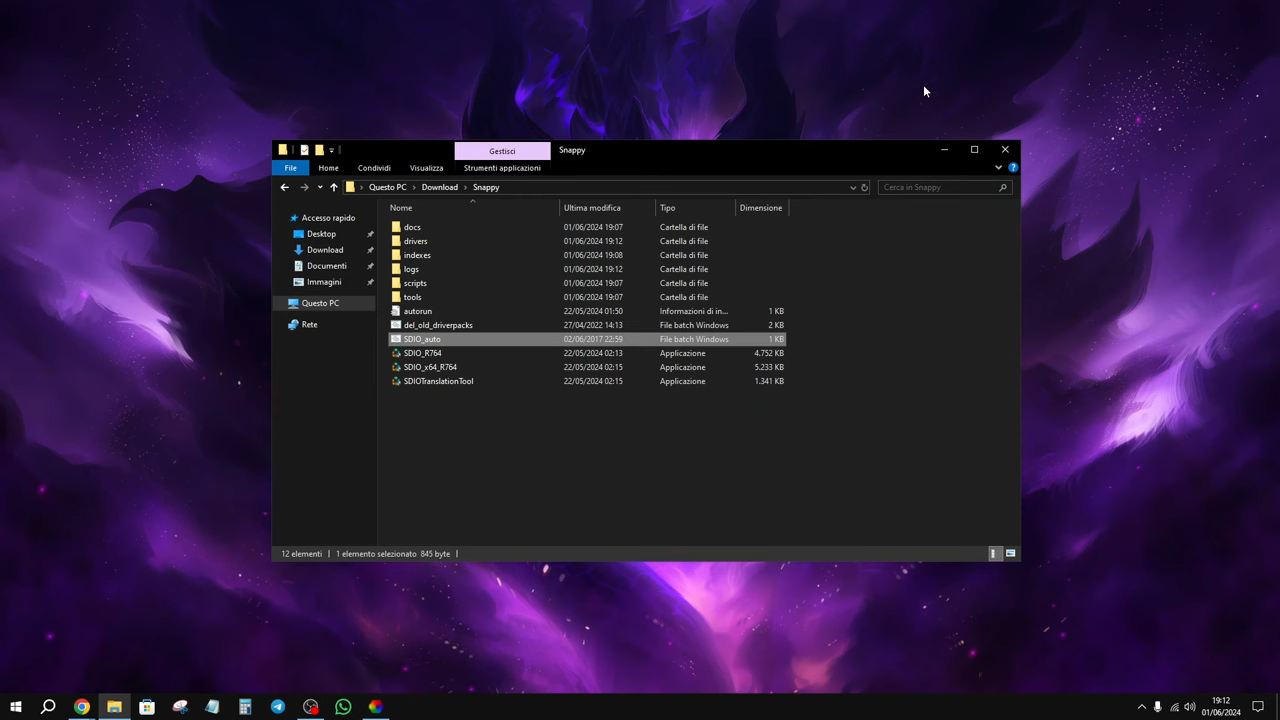 Gestisci
Snappy
File
Home
Condividi
Visualizza
Strumenti applicazioni
Questo PC
Download
Snappy
Cerca in Snappy
Accesso rapido
Desktop
Download
Documenti
Immagini
Questo PC
Rete
Nome Ultima modifica Tipo Dimensione
docs 01/06/2024 19:07 Cartella di file
drivers 01/06/2024 19:12 Cartella di file
indexes 01/06/2024 19:08 Cartella di file
logs 01/06/2024 19:12 Cartella di file
scripts 01/06/2024 19:07 Cartella di file
tools 01/06/2024 19:07 Cartella di file
autorun 22/05/2024 01:50 Informazioni di in... 1 KB
del_old_driverpacks 27/04/2022 14:13 File batch Windows 2 KB
SDIO_auto 02/06/2017 22:59 File batch Windows 1 KB
SDIO_R764 22/05/2024 02:13 Applicazione 4.752 KB
SDIO_x64_R764 22/05/2024 02:15 Applicazione 5.233 KB
SDIOTranslationTool 22/05/2024 02:15 Applicazione 1.341 KB
12 elementi 1 elemento selezionato 845 byte
19:12
01/06/2024